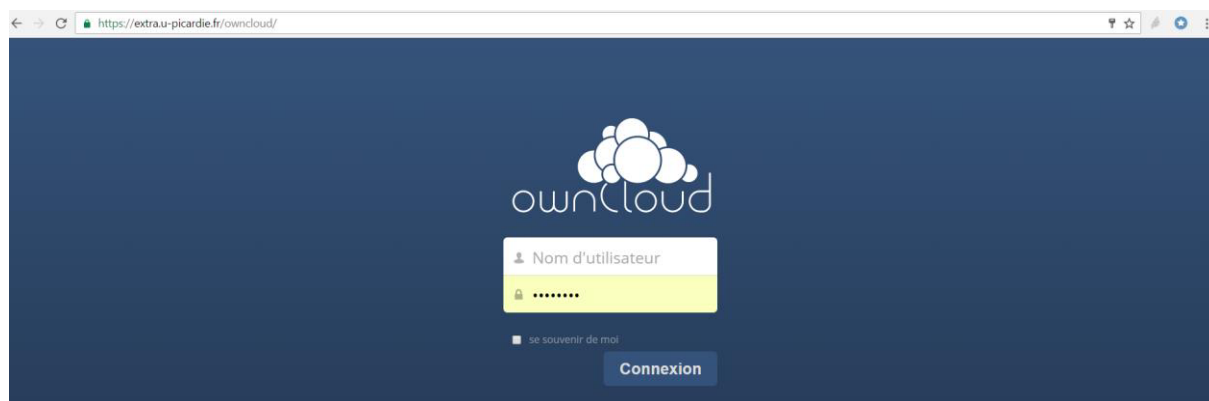 https://extra.u-picardie.fr/owncloud/
ownCloud
Nom d'utilisateur
••••••••
se souvenir de moi
Connexion